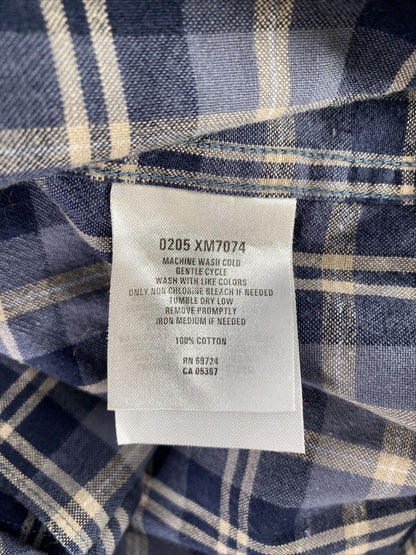 0205 XM7074
MACHINE WASH COLD
GENTLE CYCLE
WASH WITH LIKE COLORS
ONLY NON CHLORINE BLEACH IF NEEDED
TUMBLE DRY LOW
REMOVE PROMPTLY
IRON MEDIUM IF NEEDED
100% COTTON
RN 69724
CA 05367